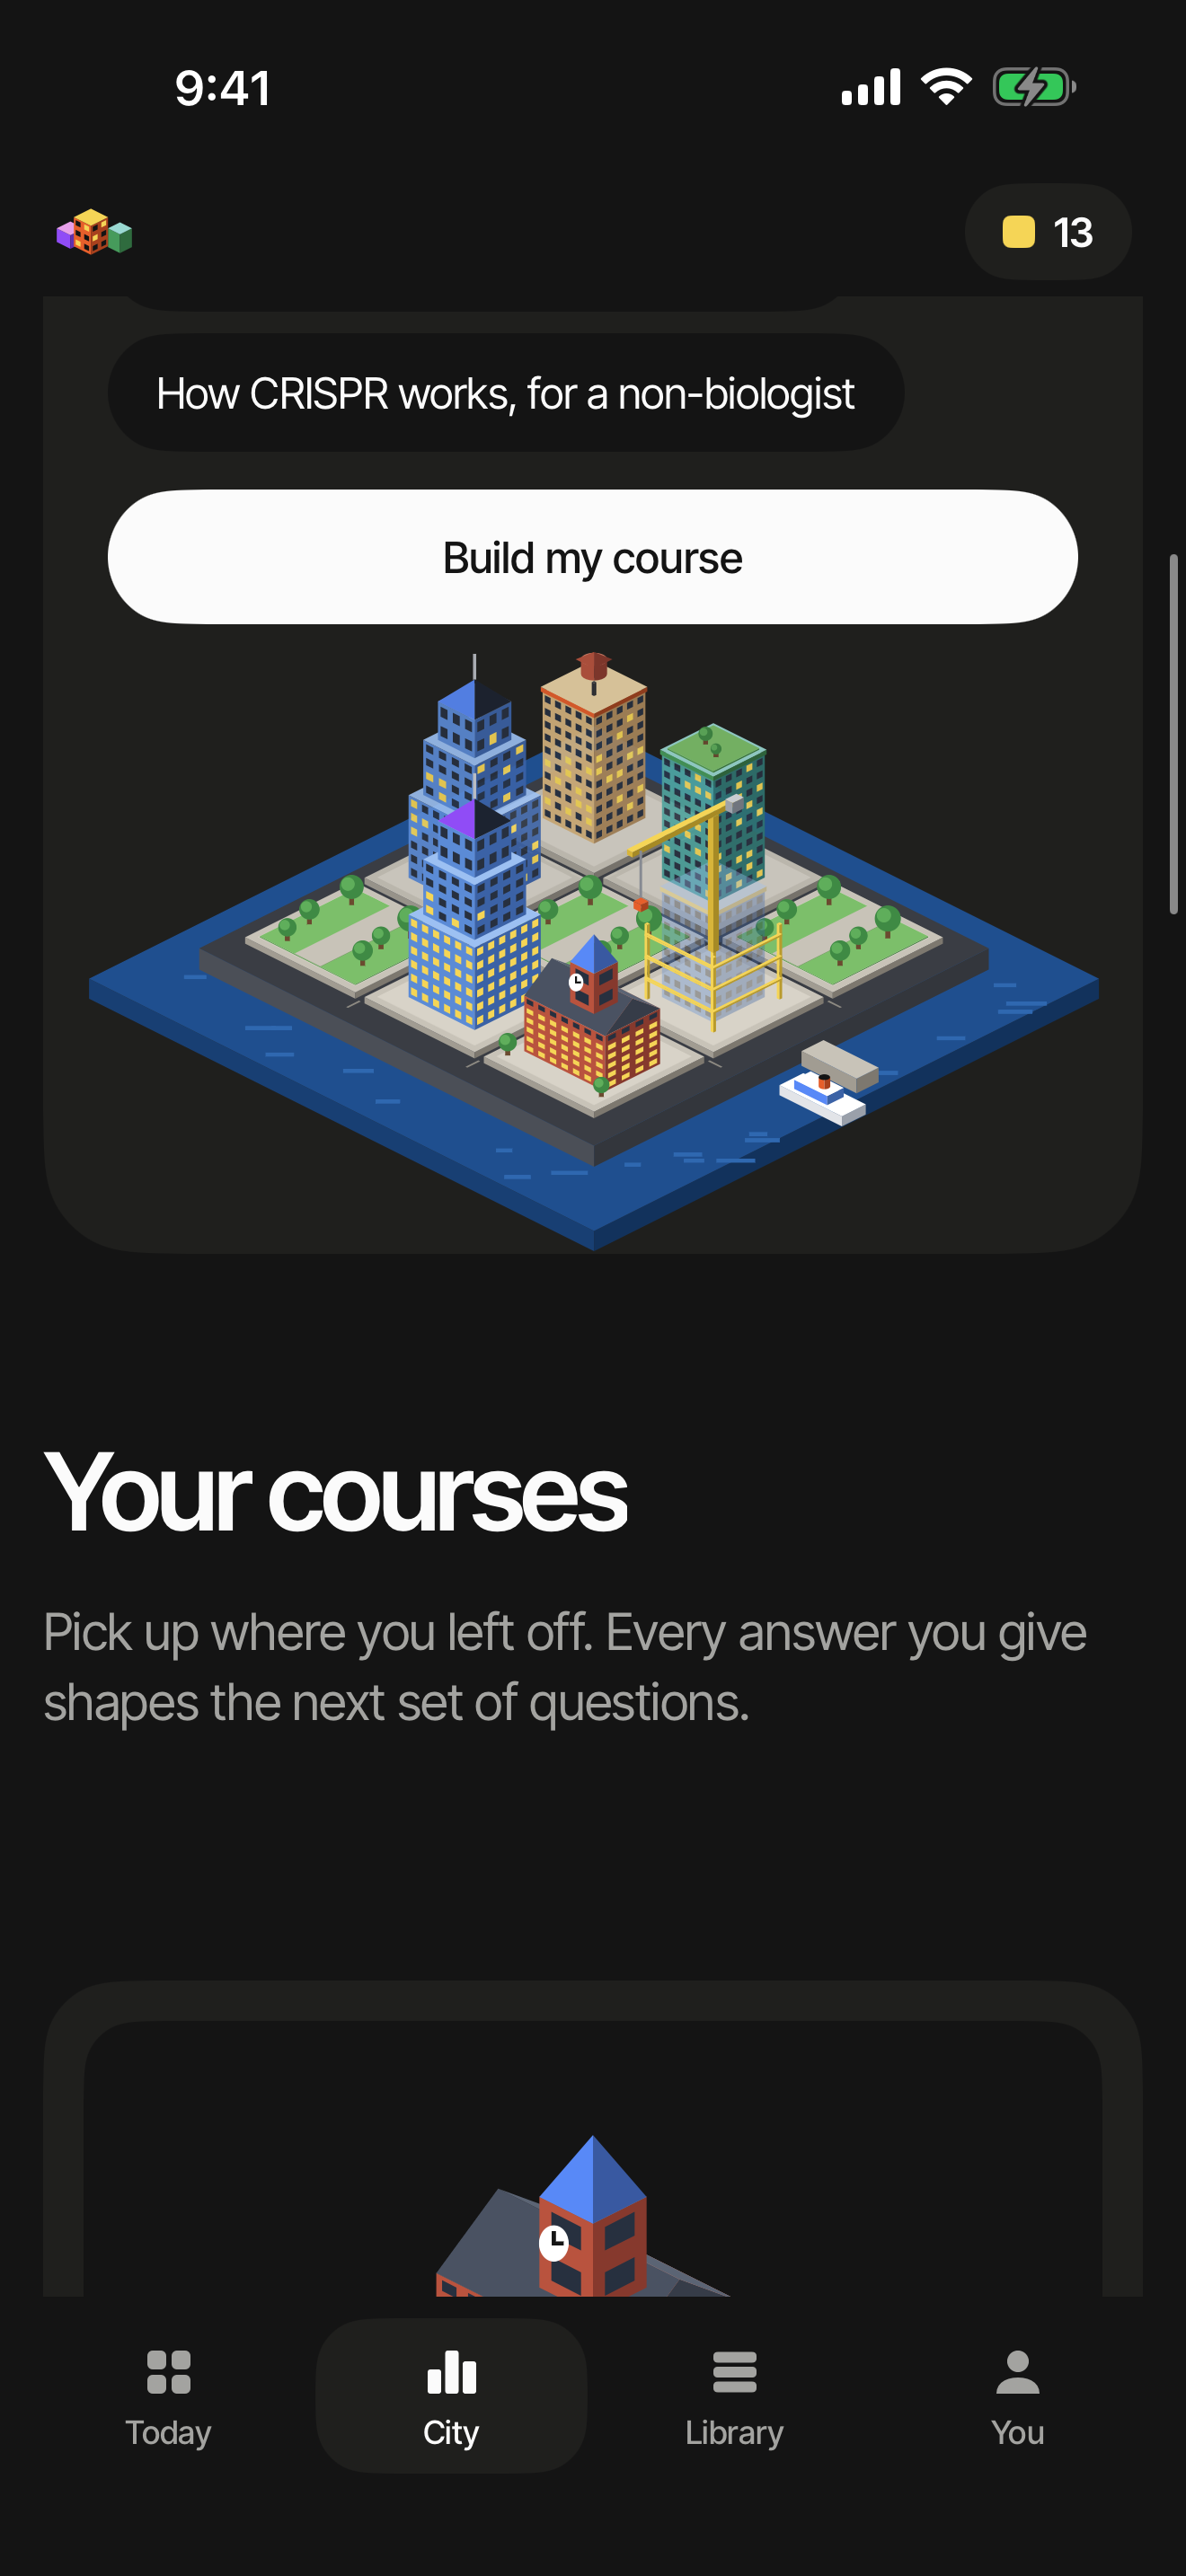 9:41
13
How CRISPR works, for a non-biologist
Build my course
Your courses
Pick up where you left off. Every answer you give
shapes the next set of questions.
Today
City
Library
You